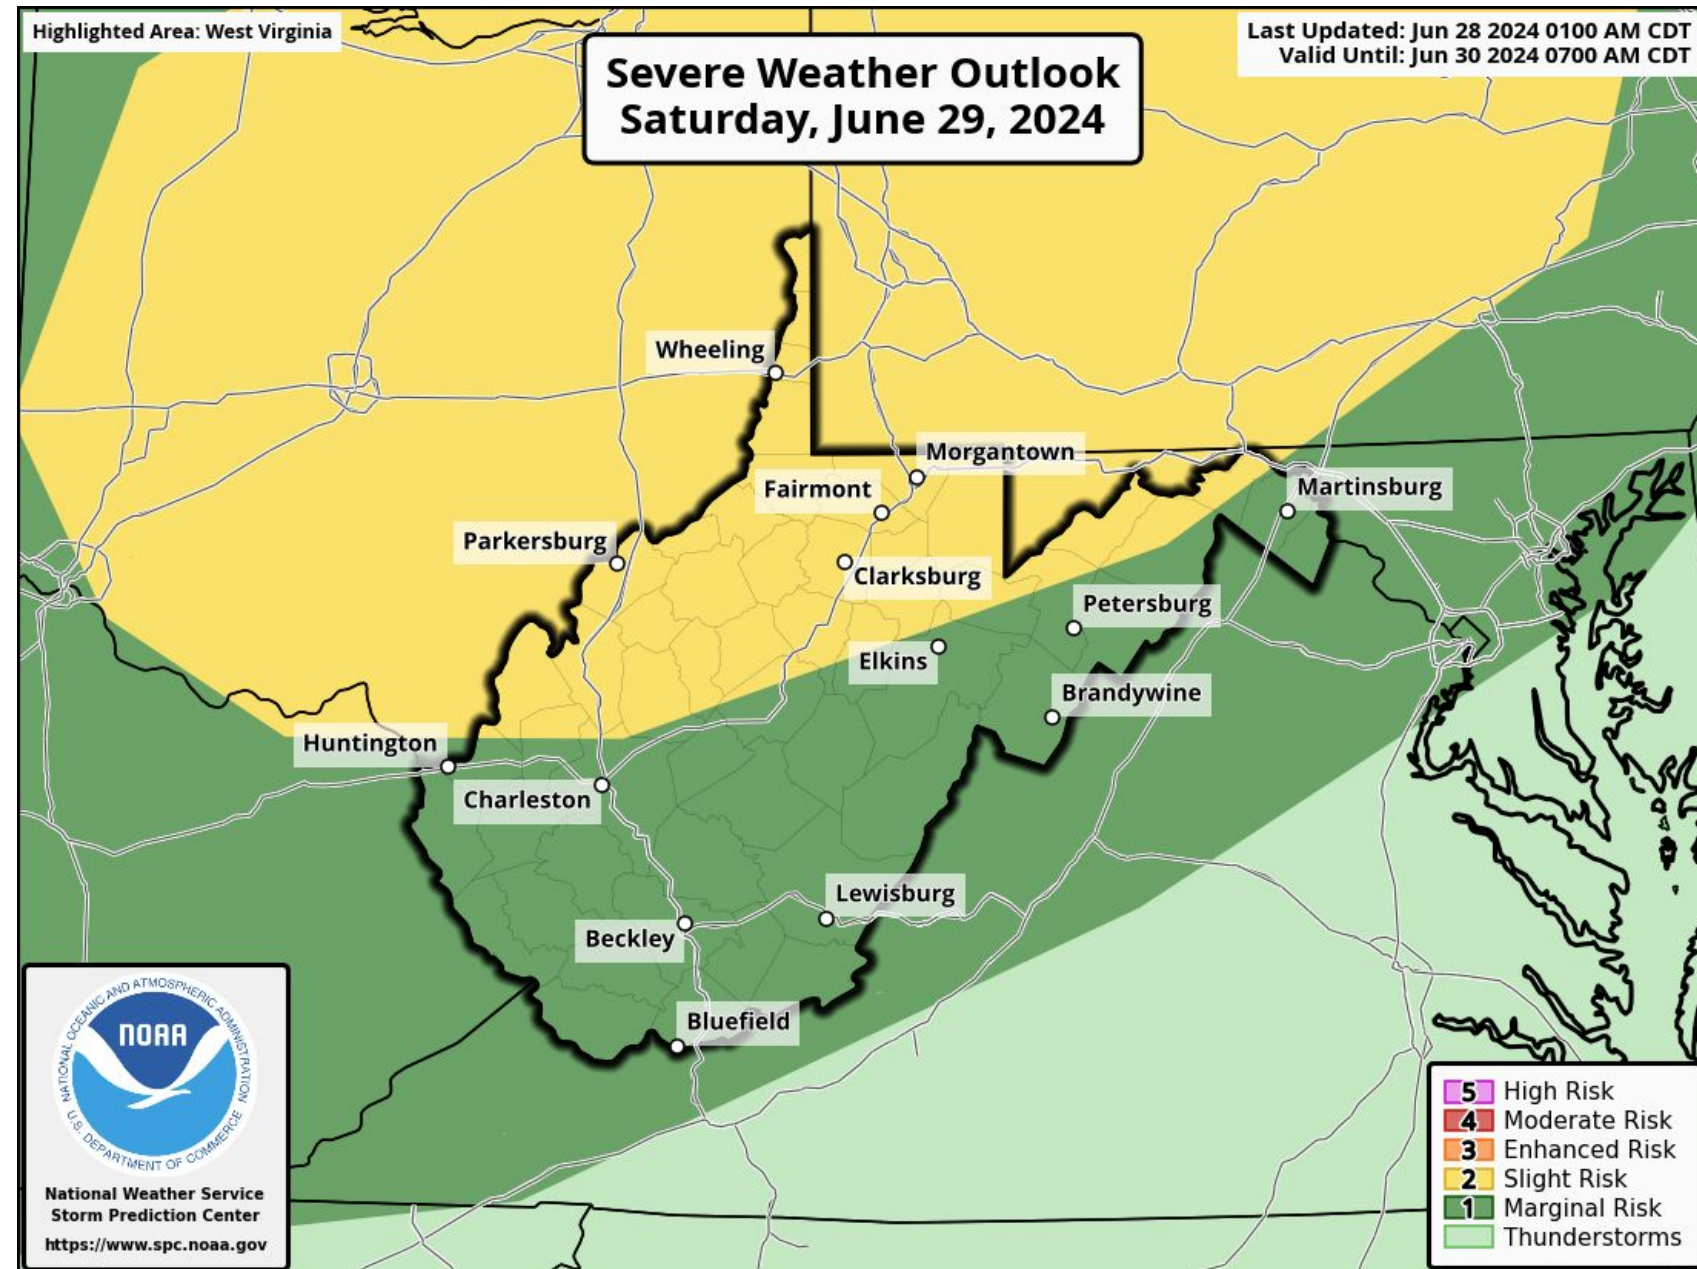 Highlighted Area: West Virginia
Last Updated: Jun 28 2024 0100 AM CDT
Valid Until: Jun 30 2024 0700 AM CDT
Severe Weather Outlook
Saturday, June 29, 2024
Wheeling
Morgantown
Fairmont
Martinsburg
Parkersburg
Clarksburg
Petersburg
Elkins
Brandywine
Huntington
Charleston
Lewisburg
Beckley
Bluefield
NATIONAL OCEANIC AND ATMOSPHERIC ADMINISTRATION
NOAA
U.S. DEPARTMENT OF COMMERCE
National Weather Service
Storm Prediction Center
https://www.spc.noaa.gov
5 High Risk
4 Moderate Risk
3 Enhanced Risk
2 Slight Risk
1 Marginal Risk
Thunderstorms